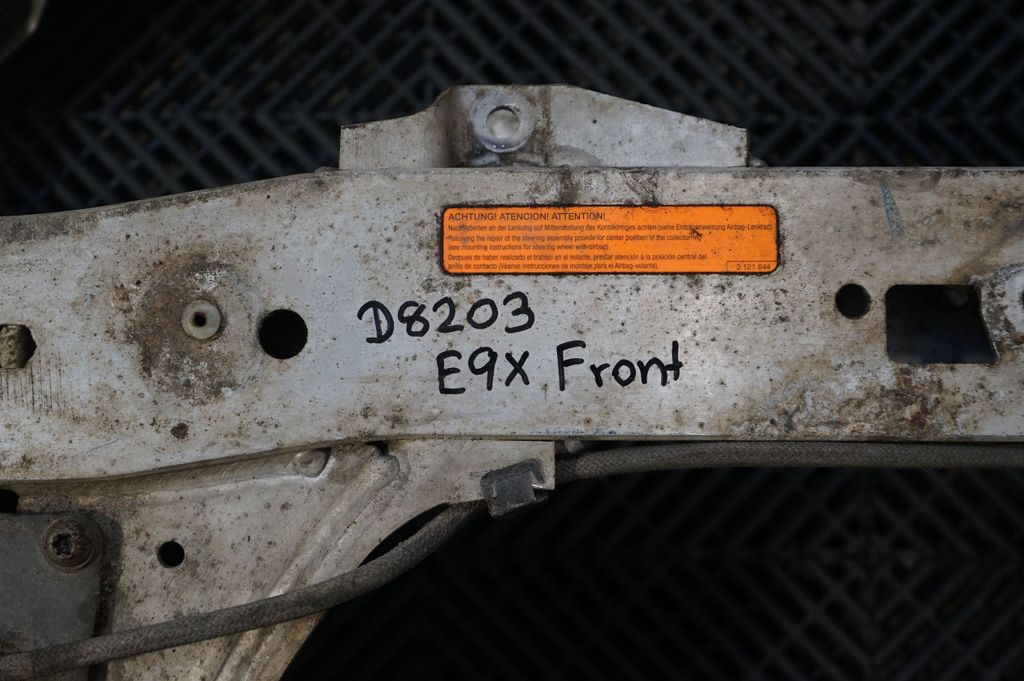 ACHTUNG! ATENCION! ATTENTION!
Nacharbeiten an der Lenkung auf Mittenstellung des Kontaktringes achten (siehe Einbauanweisung Airbag-Lenkrad).
Following the repair of the steering assembly provide for center position of the collectorring
(see mounting instructions for steering wheel with airbag).
Despues de haber realizado el trabajo en el volante, prestar atención a la posición central del
anillo de contacto (Véanse instrucciones de montaje para el Airbag-volante).
2 121 644
D8203
E9X Front